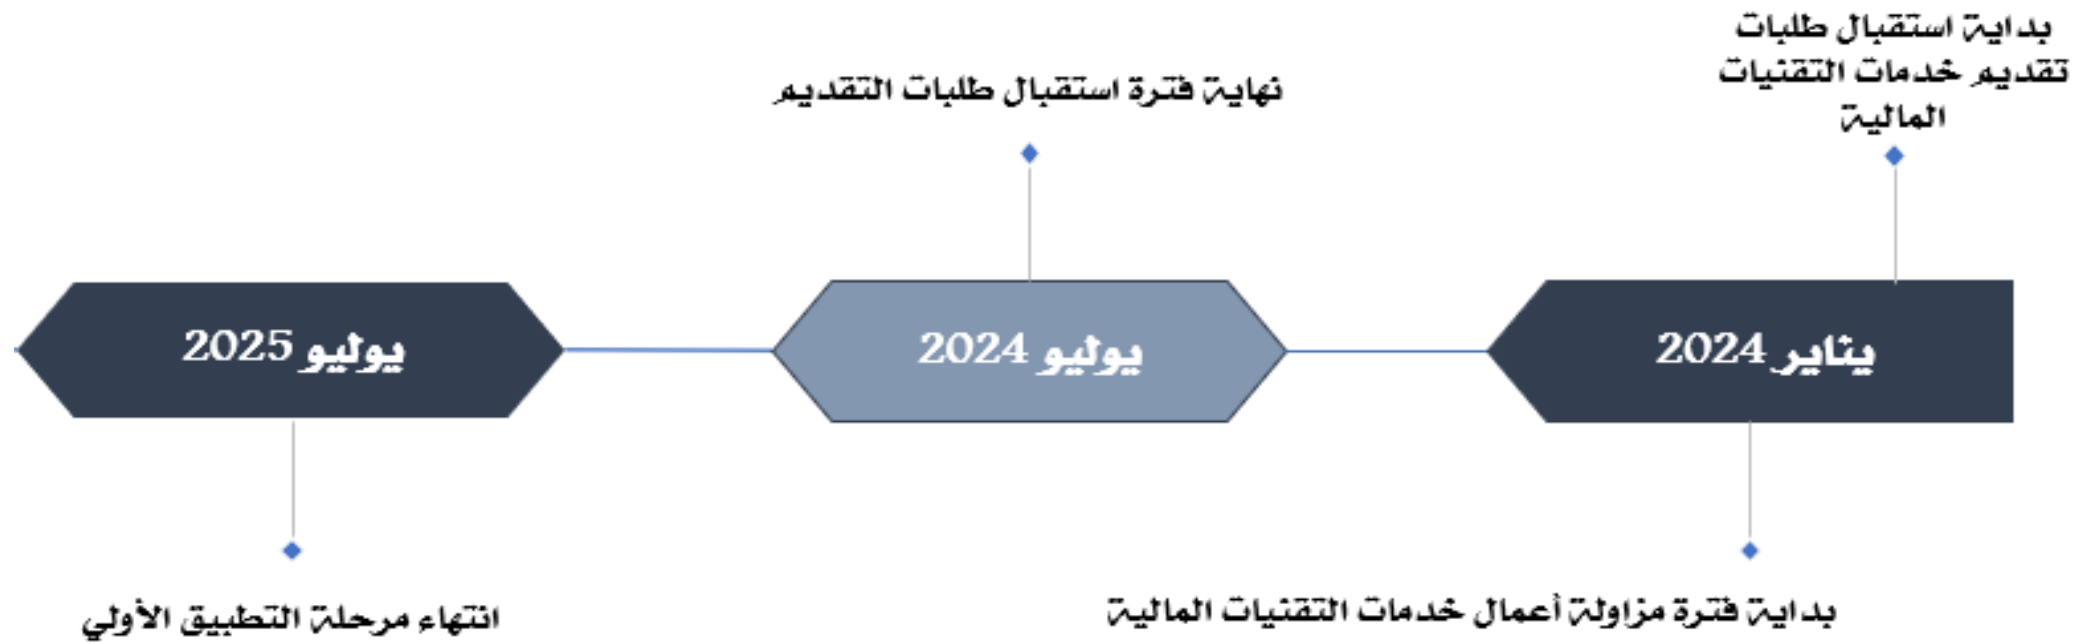 بداية استقبال طلبات
تقديم خدمات التقنيات
المالية
نهاية فترة استقبال طلبات التقديم
يناير 2024
يوليو 2024
يوليو 2025
بداية فترة مزاولة أعمال خدمات التقنيات المالية
انتهاء مرحلة التطبيق الأولي